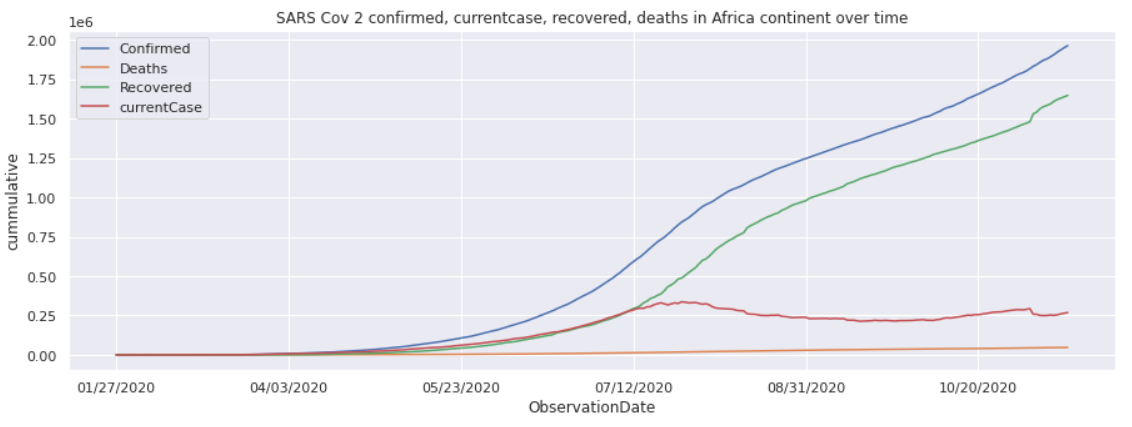 SARS Cov 2 confirmed, currentcase, recovered, deaths in Africa continent over time
1e6
2.00
1.75
1.50
1.25
1.00
0.75
0.50
0.25
0.00
cummulative
Confirmed
Deaths
Recovered
currentCase
01/27/2020 04/03/2020 05/23/2020 07/12/2020 08/31/2020 10/20/2020
ObservationDate